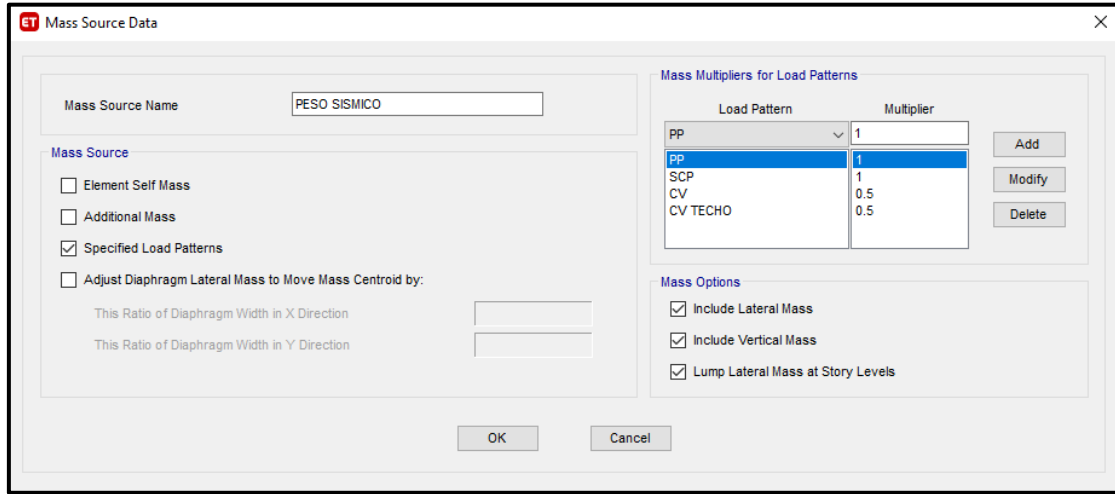 ET Mass Source Data
Mass Source Name PESO SISMICO
Mass Source
Element Self Mass
Additional Mass
Specified Load Patterns
Adjust Diaphragm Lateral Mass to Move Mass Centroid by:
This Ratio of Diaphragm Width in X Direction
This Ratio of Diaphragm Width in Y Direction
Mass Multipliers for Load Patterns
Load Pattern Multiplier
PP 1
PP 1
SCP 1
CV 0.5
CV TECHO 0.5
Add
Modify
Delete
Mass Options
Include Lateral Mass
Include Vertical Mass
Lump Lateral Mass at Story Levels
OK Cancel